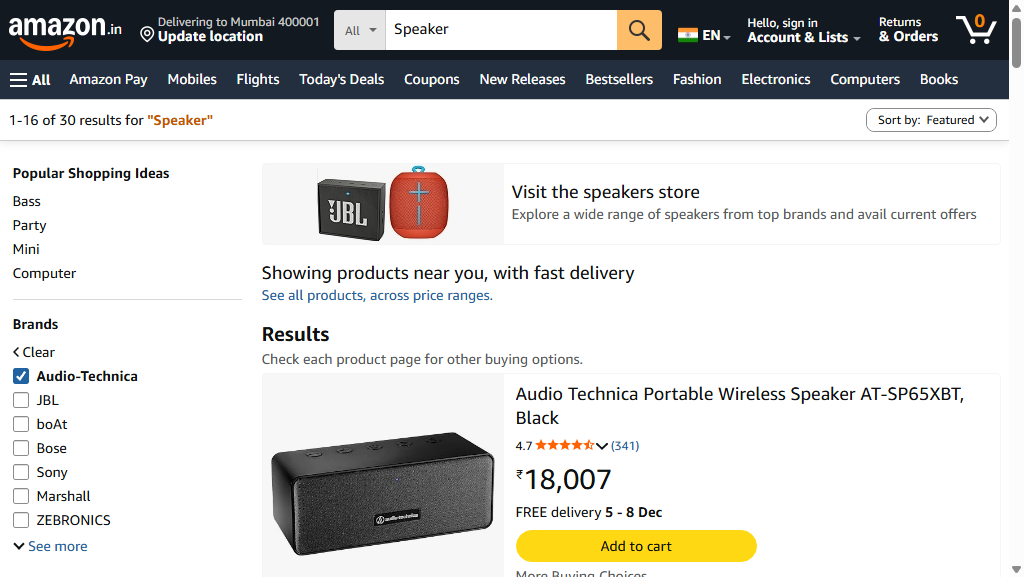 amazon.in
Delivering to Mumbai 400001
Update location
All
Speaker
EN
Hello, sign in
Account & Lists
Returns
& Orders
0
All
Amazon Pay
Mobiles
Flights
Today's Deals
Coupons
New Releases
Bestsellers
Fashion
Electronics
Computers
Books
1-16 of 30 results for "Speaker"
Sort by: Featured
Popular Shopping Ideas
Bass
Party
Mini
Computer
Brands
Clear
Audio-Technica
JBL
boAt
Bose
Sony
Marshall
ZEBRONICS
See more
JBL
Visit the speakers store
Explore a wide range of speakers from top brands and avail current offers
Showing products near you, with fast delivery
See all products, across price ranges.
Results
Check each product page for other buying options.
audio-technica
Audio Technica Portable Wireless Speaker AT-SP65XBT,
Black
4.7 (341)
₹18,007
FREE delivery 5 - 8 Dec
Add to cart
More Buying Choices